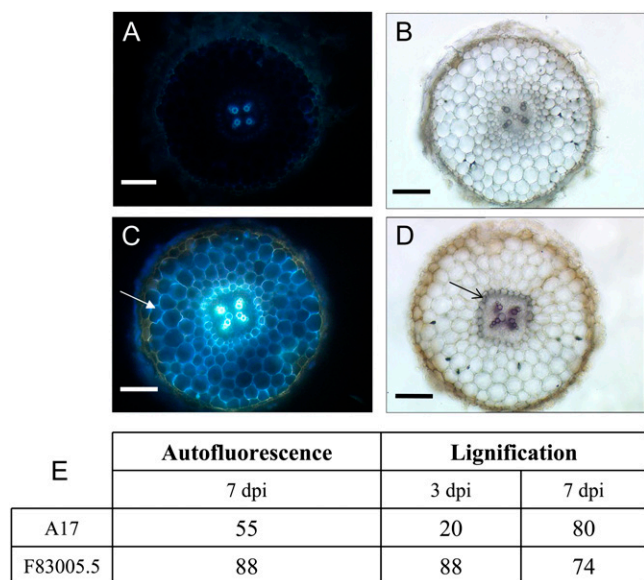 A
B
C
D
E
Autofluorescence Lignification
7 dpi 3 dpi 7 dpi
A17 55 20 80
F83005.5 88 88 74